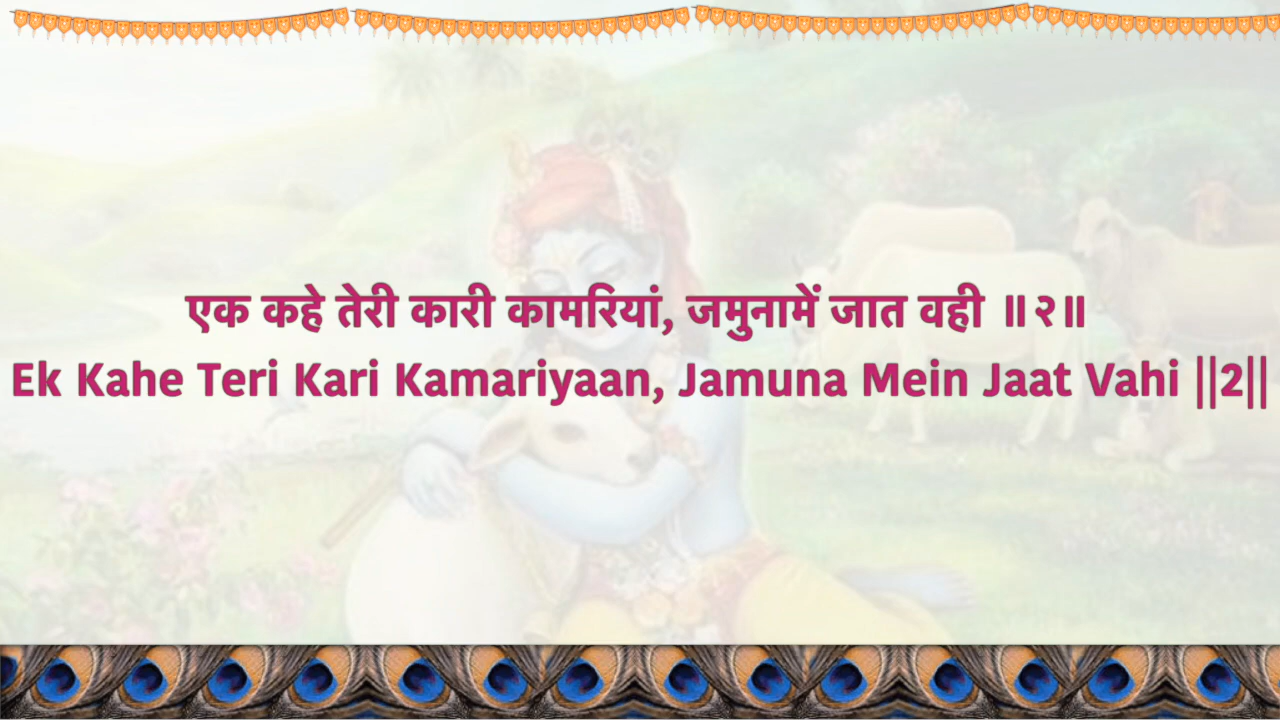 एक कहे तेरी कारी कामरियां, जमुनामें जात वही ॥२॥
Ek Kahe Teri Kari Kamariyaan, Jamuna Mein Jaat Vahi ||2||